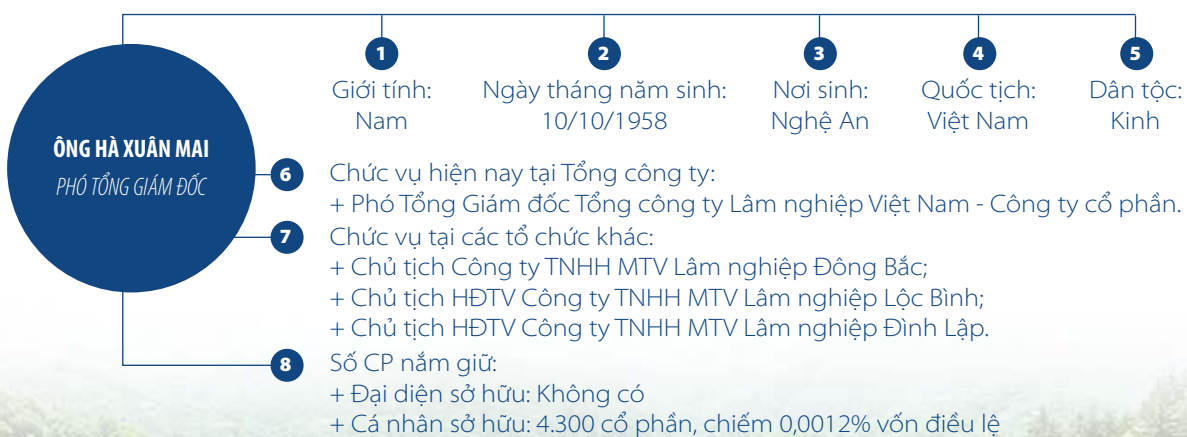 ÔNG HÀ XUÂN MAI
PHÓ TỔNG GIÁM ĐỐC
1
Giới tính:
Nam
2
Ngày tháng năm sinh:
10/10/1958
3
Nơi sinh:
Nghệ An
4
Quốc tịch:
Việt Nam
5
Dân tộc:
Kinh
6
Chức vụ hiện nay tại Tổng công ty:
+ Phó Tổng Giám đốc Tổng công ty Lâm nghiệp Việt Nam - Công ty cổ phần.
7
Chức vụ tại các tổ chức khác:
+ Chủ tịch Công ty TNHH MTV Lâm nghiệp Đông Bắc;
+ Chủ tịch HĐTV Công ty TNHH MTV Lâm nghiệp Lộc Bình;
+ Chủ tịch HĐTV Công ty TNHH MTV Lâm nghiệp Đình Lập.
8
Số CP nắm giữ:
+ Đại diện sở hữu: Không có
+ Cá nhân sở hữu: 4.300 cổ phần, chiếm 0,0012% vốn điều lệ